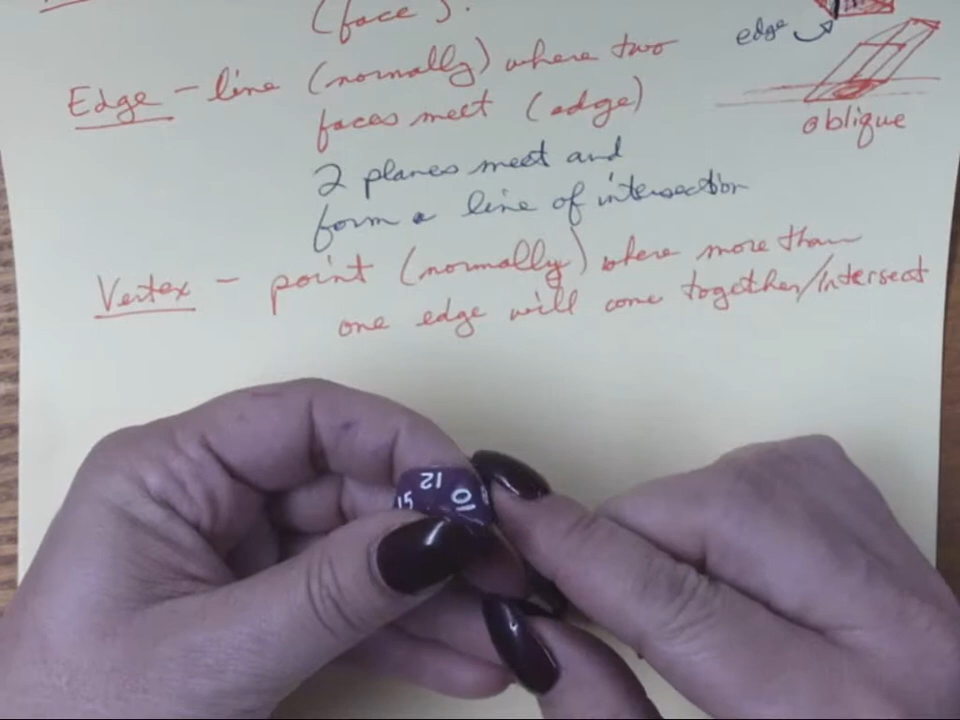 (face).
edge
Edge - line (normally) where two
faces meet (edge)
oblique
2 planes meet and
form a line of intersection
Vertex - point (normally) where more than
one edge will come together/intersect
12
15
10